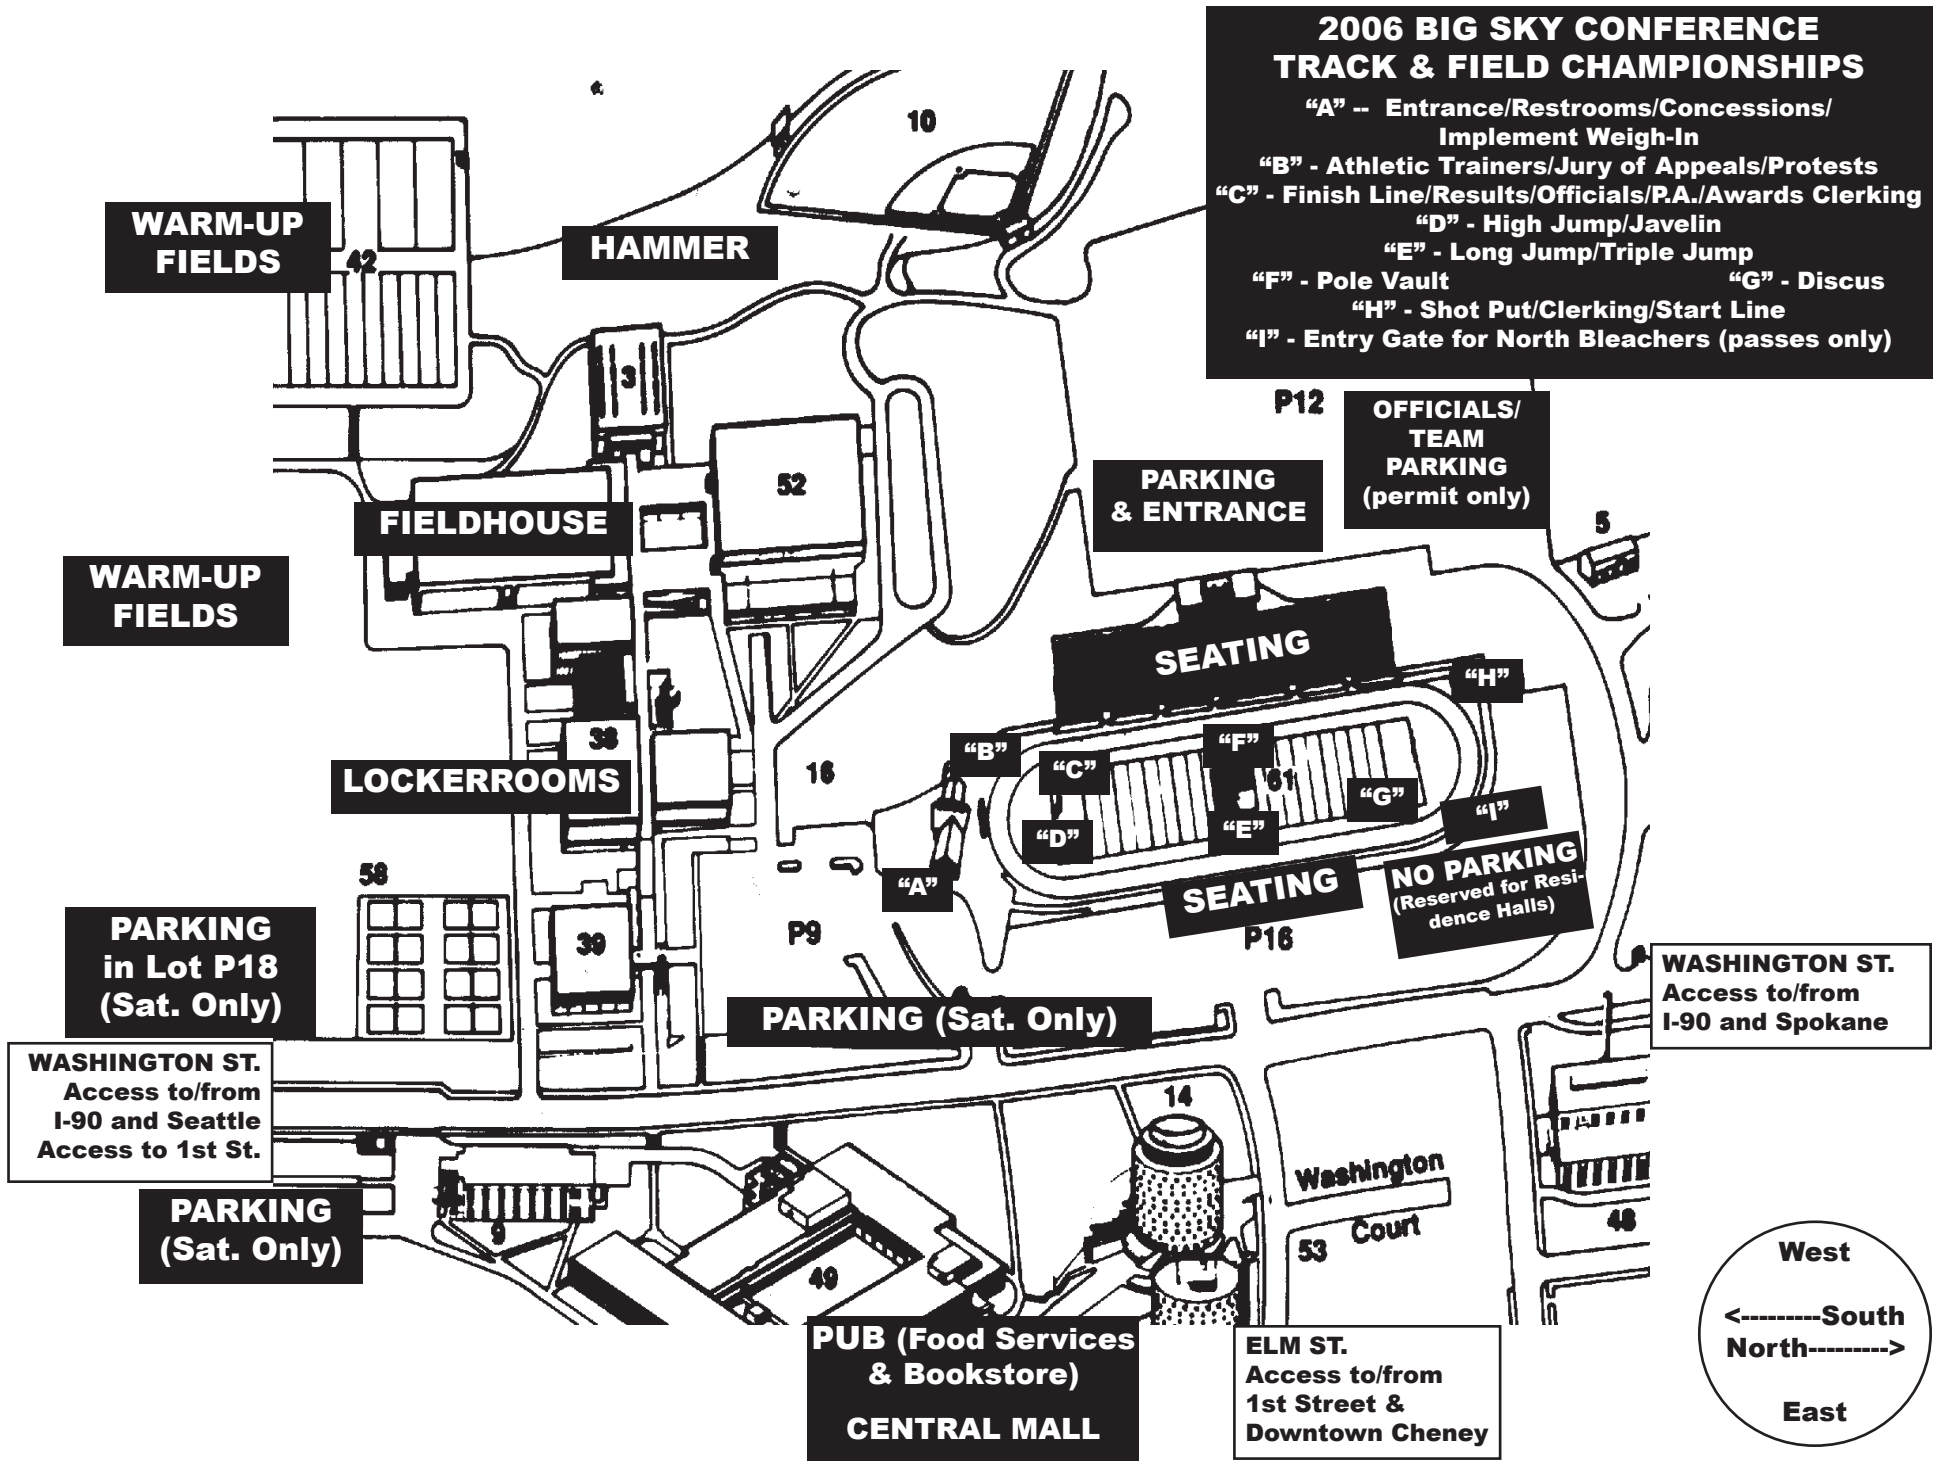 2006 BIG SKY CONFERENCE
TRACK & FIELD CHAMPIONSHIPS
“A” -- Entrance/Restrooms/Concessions/
Implement Weigh-In
“B” - Athletic Trainers/Jury of Appeals/Protests
“C” - Finish Line/Results/Officials/P.A./Awards Clerking
“D” - High Jump/Javelin
“E” - Long Jump/Triple Jump
“F” - Pole Vault “G” - Discus
“H” - Shot Put/Clerking/Start Line
“I” - Entry Gate for North Bleachers (passes only)
10
WARM-UP
FIELDS
42
HAMMER
3
P12
OFFICIALS/
TEAM
PARKING
(permit only)
PARKING
& ENTRANCE
52
5
FIELDHOUSE
WARM-UP
FIELDS
SEATING
“H”
38
“B”
“F”
“C”
16
61
LOCKERROOMS
“G”
“I”
“D”
“E”
“A”
SEATING
NO PARKING
(Reserved for Resi-
dence Halls)
58
39
P9
P16
PARKING
in Lot P18
(Sat. Only)
PARKING (Sat. Only)
WASHINGTON ST.
Access to/from
I-90 and Spokane
WASHINGTON ST.
Access to/from
I-90 and Seattle
Access to 1st St.
14
Washington
Court
PARKING
(Sat. Only)
9
49
53
48
PUB (Food Services
& Bookstore)
CENTRAL MALL
ELM ST.
Access to/from
1st Street &
Downtown Cheney
West
<---------South
North--------->
East